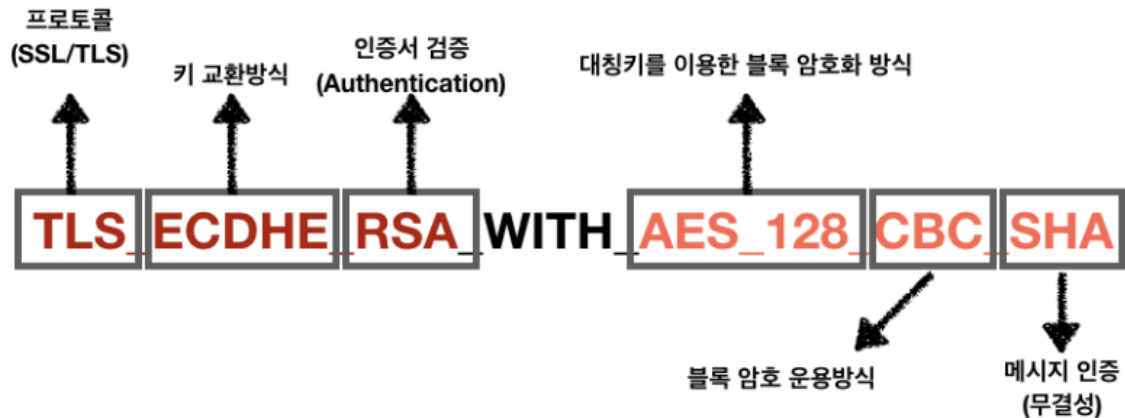 프로토콜
(SSL/TLS)
키 교환방식
인증서 검증
(Authentication)
대칭키를 이용한 블록 암호화 방식
TLS_ECDHE_RSA_WITH_AES_128_CBC_SHA
블록 암호 운용방식
메시지 인증
(무결성)